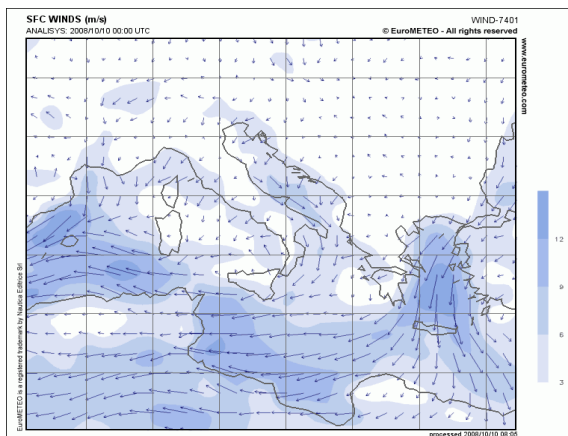 SFC WINDS (m/s)
WIND-7401
ANALISYS: 2008/10/10 00:00 UTC
© EuroMETEO - All rights reserved
www.eurometeo.com
EuroMETEO is a registered trademark by Nautica Editrice Srl
12
9
6
3
processed 2008/10/10 08:05